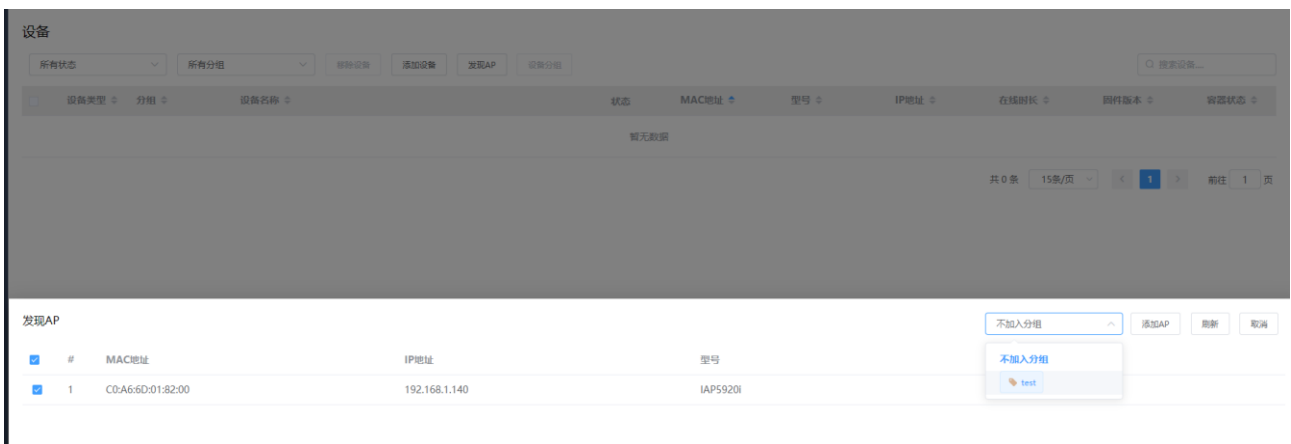 设备
所有状态 所有分组 移除设备 添加设备 发现AP 设备分组 搜索设备...
设备类型 分组 设备名称 状态 MAC地址 型号 IP地址 在线时长 固件版本 容器状态
暂无数据
共 0 条 15条/页 1 前往 1 页
发现AP 不加入分组 添加AP 刷新 取消
# MAC地址 IP地址 型号 不加入分组
1 C0:A6:6D:01:82:00 192.168.1.140 IAP5920i test